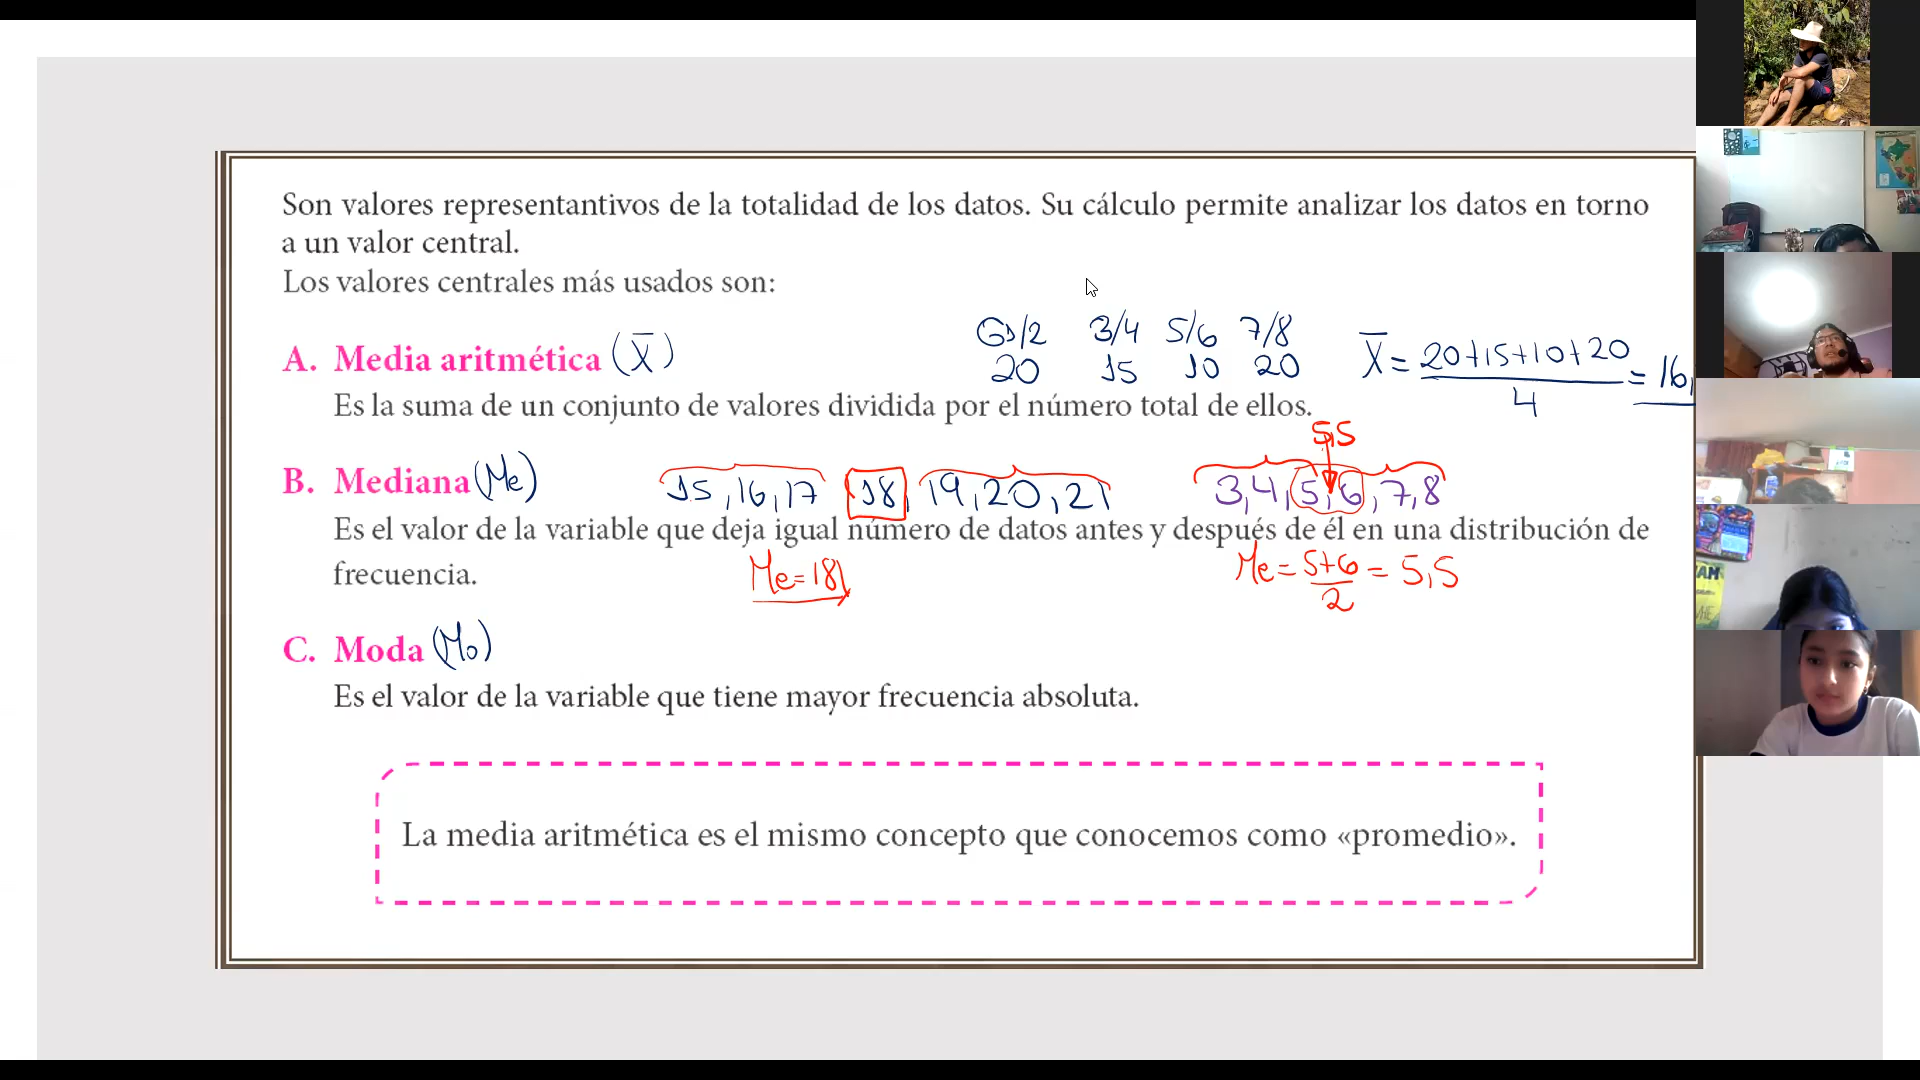 Son valores representantivos de la totalidad de los datos. Su cálculo permite analizar los datos en torno
a un valor central.
Los valores centrales más usados son:
G1/2 3/4 5/6 7/8
20 15 10 20
A. Media aritmética (X̄)
X̄ = 20+15+10+20 / 4 = 16,
Es la suma de un conjunto de valores dividida por el número total de ellos.
5,5
B. Mediana (Me) 15, 16, 17, 18, 19, 20, 21 3, 4, 5, 6, 7, 8
Es el valor de la variable que deja igual número de datos antes y después de él en una distribución de
frecuencia.
Me = 18 Me = 5+6 / 2 = 5,5
C. Moda (Mo)
Es el valor de la variable que tiene mayor frecuencia absoluta.
La media aritmética es el mismo concepto que conocemos como «promedio».